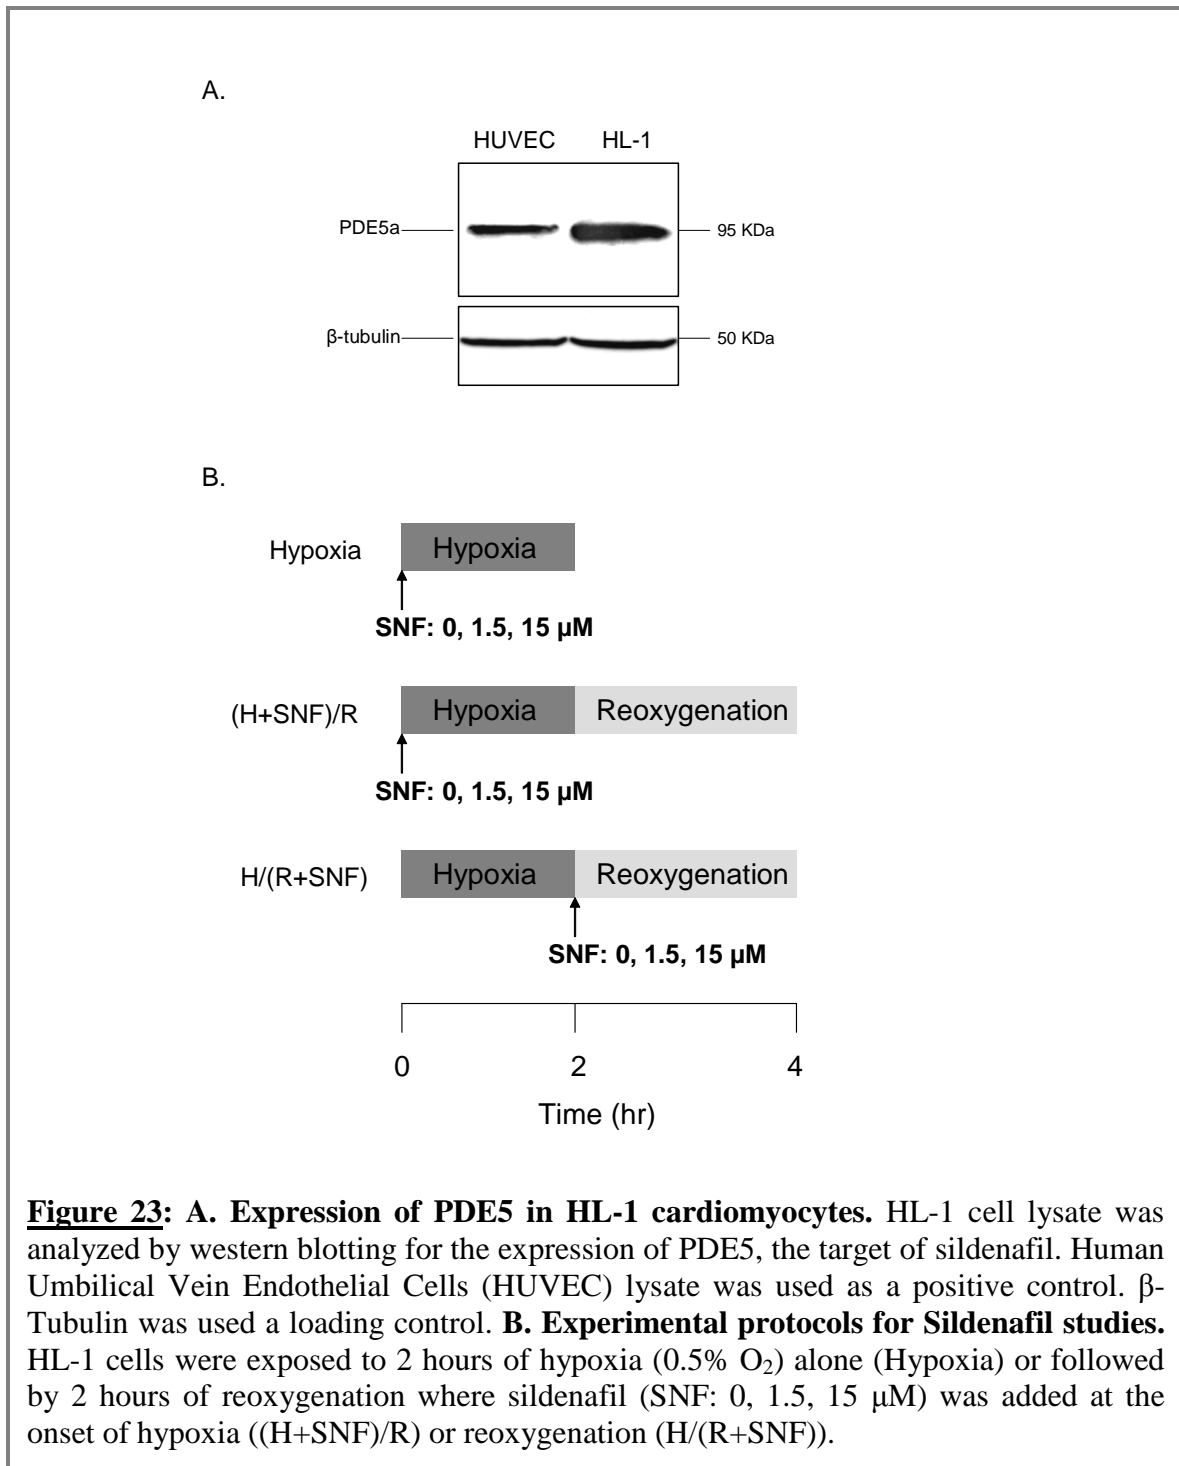 A.
HUVEC HL-1
PDE5a 95 KDa
β-tubulin 50 KDa
B.
Hypoxia Hypoxia
SNF: 0, 1.5, 15 µM
(H+SNF)/R Hypoxia Reoxygenation
SNF: 0, 1.5, 15 µM
H/(R+SNF) Hypoxia Reoxygenation
SNF: 0, 1.5, 15 µM
0 2 4
Time (hr)
Figure 23: A. Expression of PDE5 in HL-1 cardiomyocytes. HL-1 cell lysate was
analyzed by western blotting for the expression of PDE5, the target of sildenafil. Human
Umbilical Vein Endothelial Cells (HUVEC) lysate was used as a positive control. β-
Tubulin was used a loading control. B. Experimental protocols for Sildenafil studies.
HL-1 cells were exposed to 2 hours of hypoxia (0.5% O₂) alone (Hypoxia) or followed
by 2 hours of reoxygenation where sildenafil (SNF: 0, 1.5, 15 μM) was added at the
onset of hypoxia ((H+SNF)/R) or reoxygenation (H/(R+SNF)).